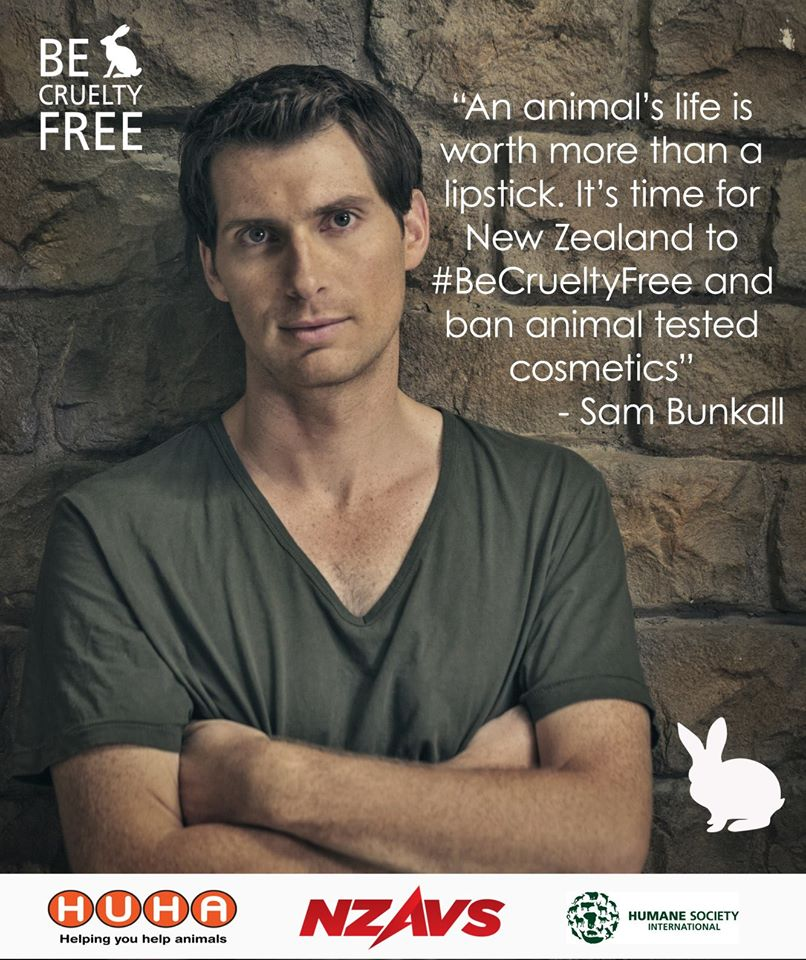 BE
CRUELTY
FREE
“An animal’s life is
worth more than a
lipstick. It’s time for
New Zealand to
#BeCrueltyFree and
ban animal tested
cosmetics”
- Sam Bunkall
HUHA
Helping you help animals
NZAVS
HUMANE SOCIETY
INTERNATIONAL